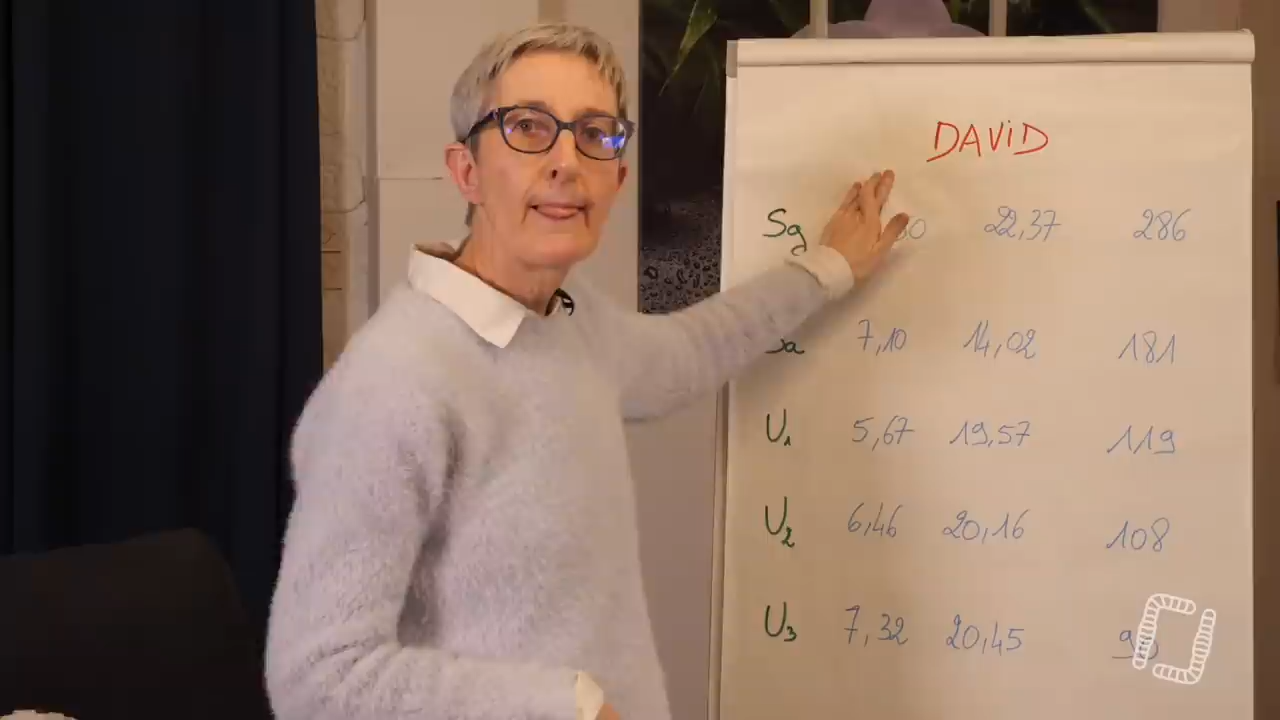 DAViD
Sg 22,37 286
7,10 14,02 181
U1 5,67 19,57 119
U2 6,46 20,16 108
U3 7,32 20,45